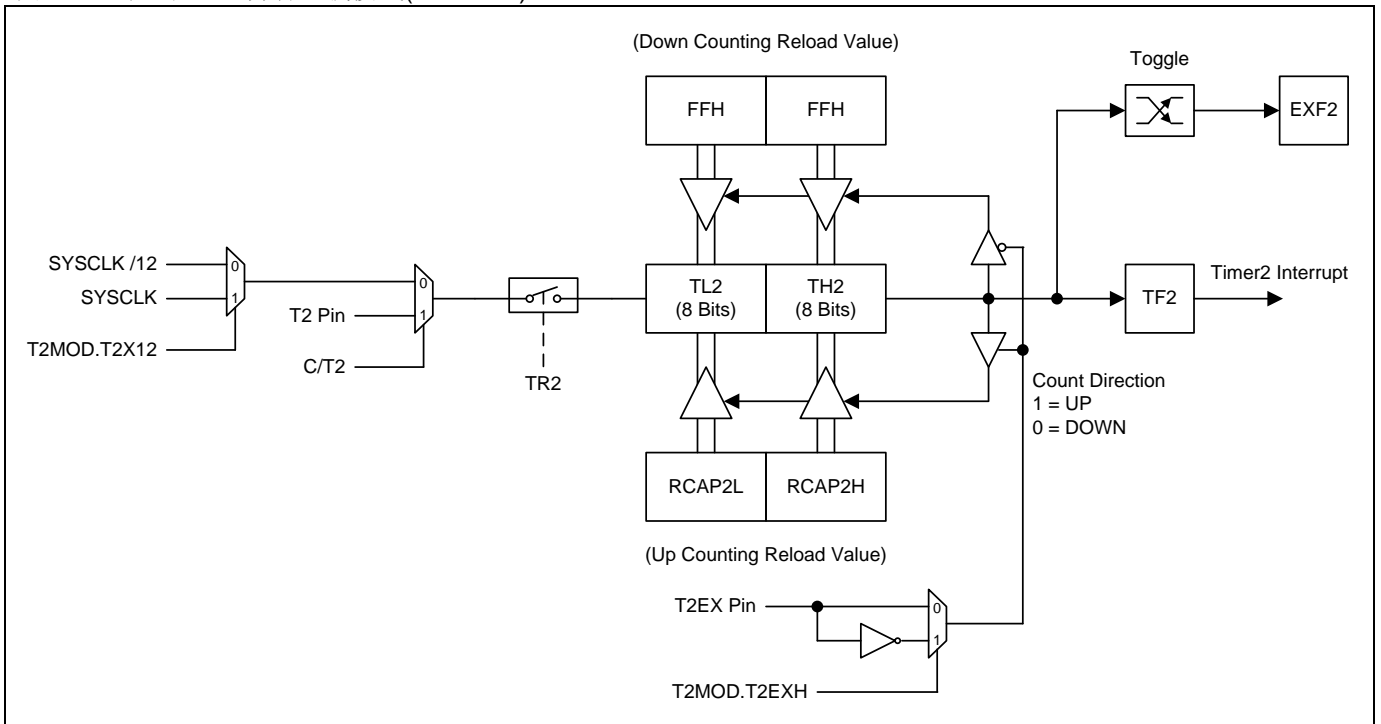 (Down Counting Reload Value)
Toggle
FFH
FFH
EXF2
SYSCLK /12
0
SYSCLK
1
T2MOD.T2X12
0
T2 Pin
1
C/T2
TR2
TL2
(8 Bits)
TH2
(8 Bits)
TF2
Timer2 Interrupt
Count Direction
1 = UP
0 = DOWN
RCAP2L
RCAP2H
(Up Counting Reload Value)
T2EX Pin
0
1
T2MOD.T2EXH